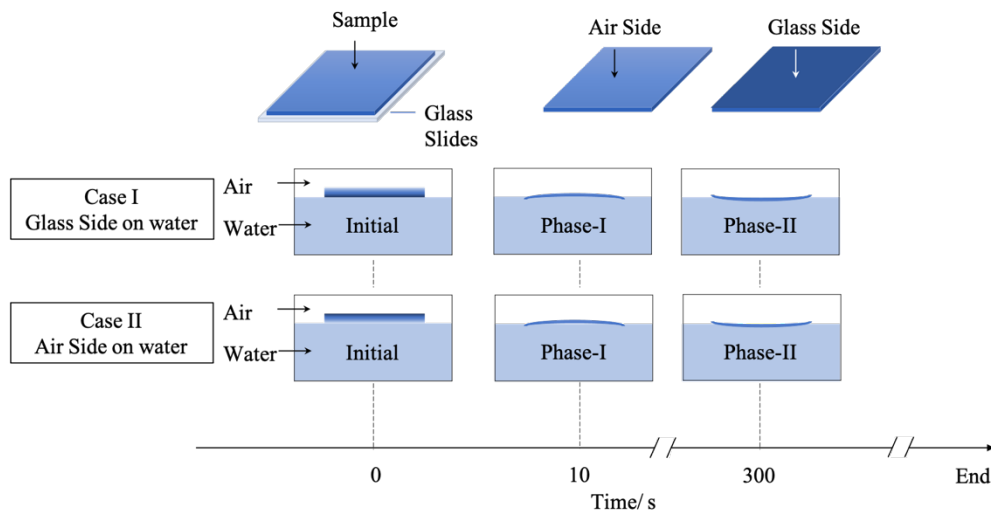 Sample
Air Side
Glass Side
Glass
Slides
Case I
Glass Side on water
Air
Water
Initial
Phase-I
Phase-II
Case II
Air Side on water
Air
Water
Initial
Phase-I
Phase-II
0
10
300
End
Time/ s